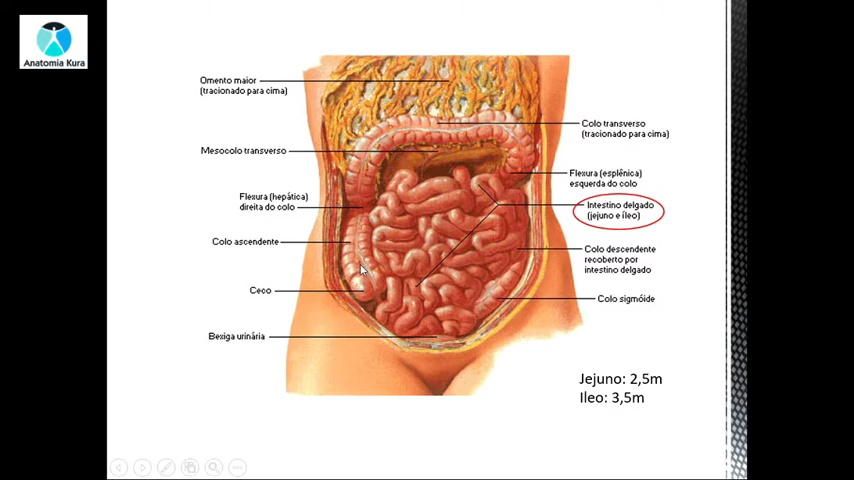 Anatomia Kura
Omento maior
(tracionado para cima)
Mesocolo transverso
Flexura (hepática)
direita do colo
Colo ascendente
Ceco
Bexiga urinária
Colo transverso
(tracionado para cima)
Flexura (esplênica)
esquerda do colo
Intestino delgado
(jejuno e íleo)
Colo descendente
recoberto por
intestino delgado
Colo sigmóide
Jejuno: 2,5m
Ileo: 3,5m